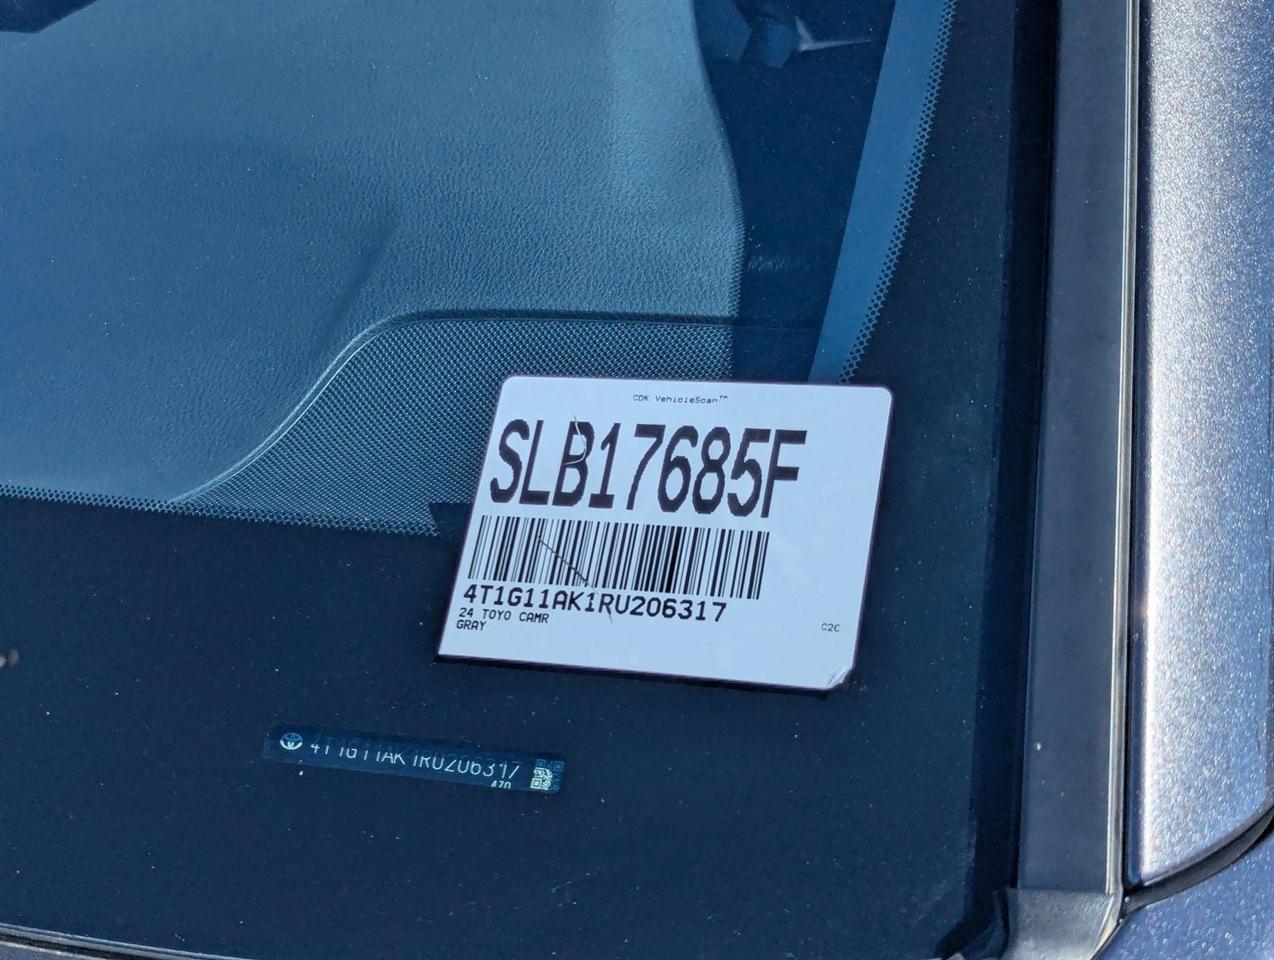 CDK VehicleScan™
SLB17685F
4T1G11AK1RU206317
24 TOYO CAMR
GRAY
C2C
4T1G11AK1RU206317
470